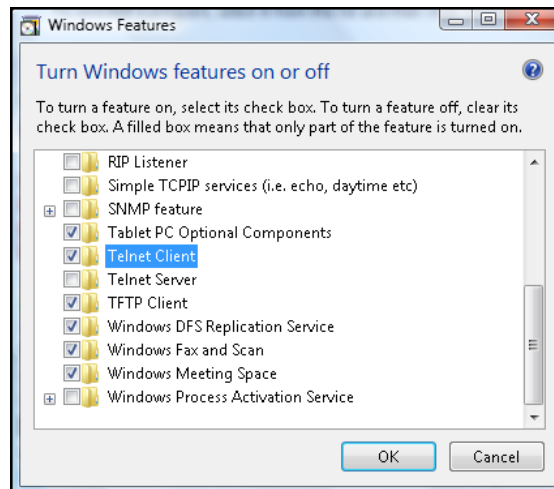 Windows Features
Turn Windows features on or off
To turn a feature on, select its check box. To turn a feature off, clear its
check box. A filled box means that only part of the feature is turned on.
RIP Listener
Simple TCPIP services (i.e. echo, daytime etc)
SNMP feature
Tablet PC Optional Components
Telnet Client
Telnet Server
TFTP Client
Windows DFS Replication Service
Windows Fax and Scan
Windows Meeting Space
Windows Process Activation Service
OK
Cancel